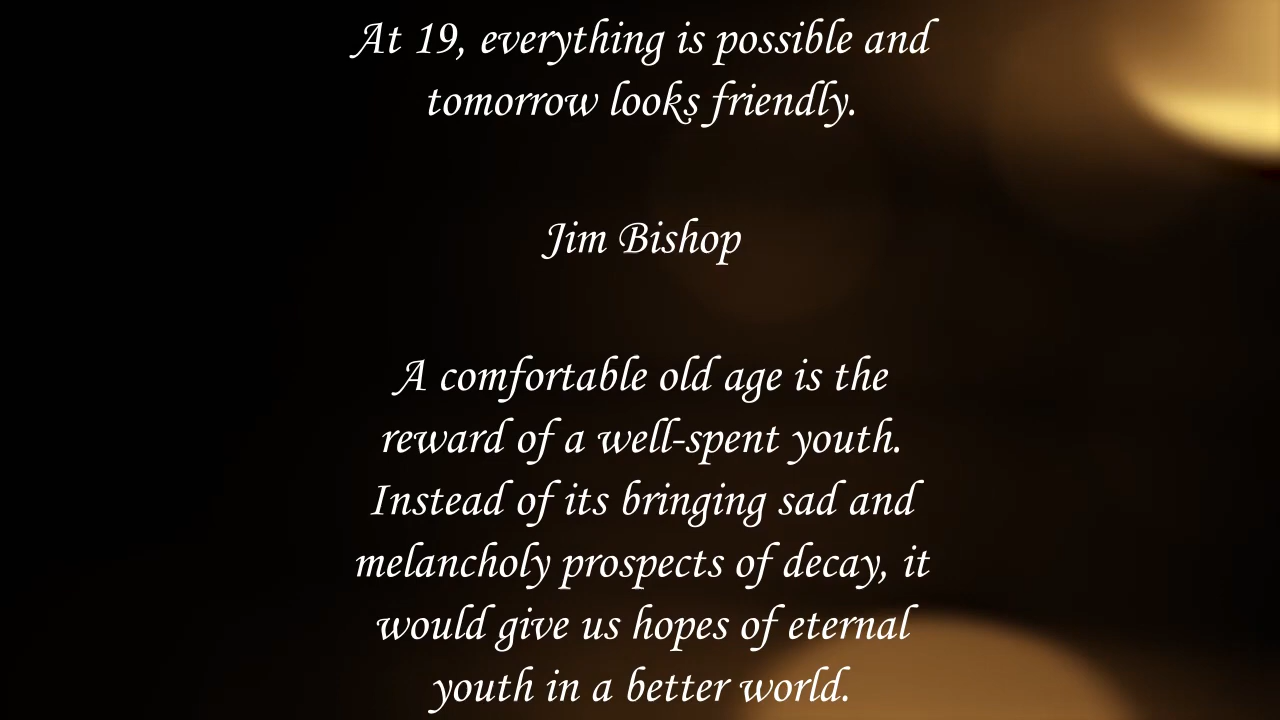 At 19, everything is possible and
tomorrow looks friendly.
Jim Bishop
A comfortable old age is the
reward of a well-spent youth.
Instead of its bringing sad and
melancholy prospects of decay, it
would give us hopes of eternal
youth in a better world.